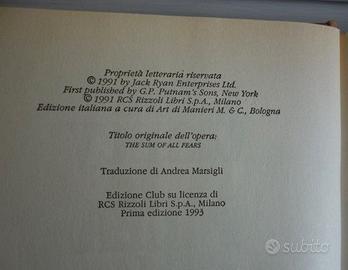 Proprietà letteraria riservata
© 1991 by Jack Ryan Enterprises Ltd.
First published by G.P. Putnam's Sons, New York
© 1991 RCS Rizzoli Libri S.p.A., Milano
Edizione italiana a cura di Art di Manieri M. & C., Bologna
Titolo originale dell'opera:
THE SUM OF ALL FEARS
Traduzione di Andrea Marsigli
Edizione Club su licenza di
RCS Rizzoli Libri S.p.A., Milano
Prima edizione 1993
subito